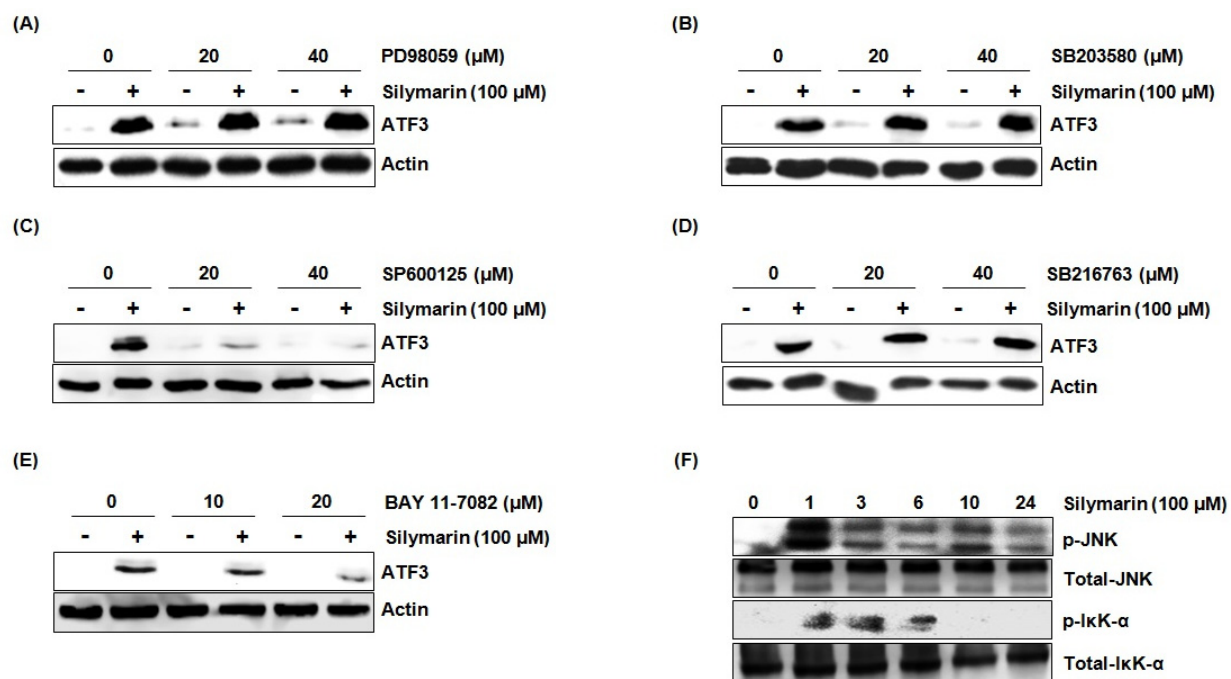 (A)
0 20 40 PD98059 (µM)
- + - + - + Silymarin (100 µM)
ATF3
Actin
(B)
0 20 40 SB203580 (µM)
- + - + - + Silymarin (100 µM)
ATF3
Actin
(C)
0 20 40 SP600125 (µM)
- + - + - + Silymarin (100 µM)
ATF3
Actin
(D)
0 20 40 SB216763 (µM)
- + - + - + Silymarin (100 µM)
ATF3
Actin
(E)
0 10 20 BAY 11-7082 (µM)
- + - + - + Silymarin (100 µM)
ATF3
Actin
(F)
0 1 3 6 10 24 Silymarin (100 µM)
p-JNK
Total-JNK
p-IκK-α
Total-IκK-α